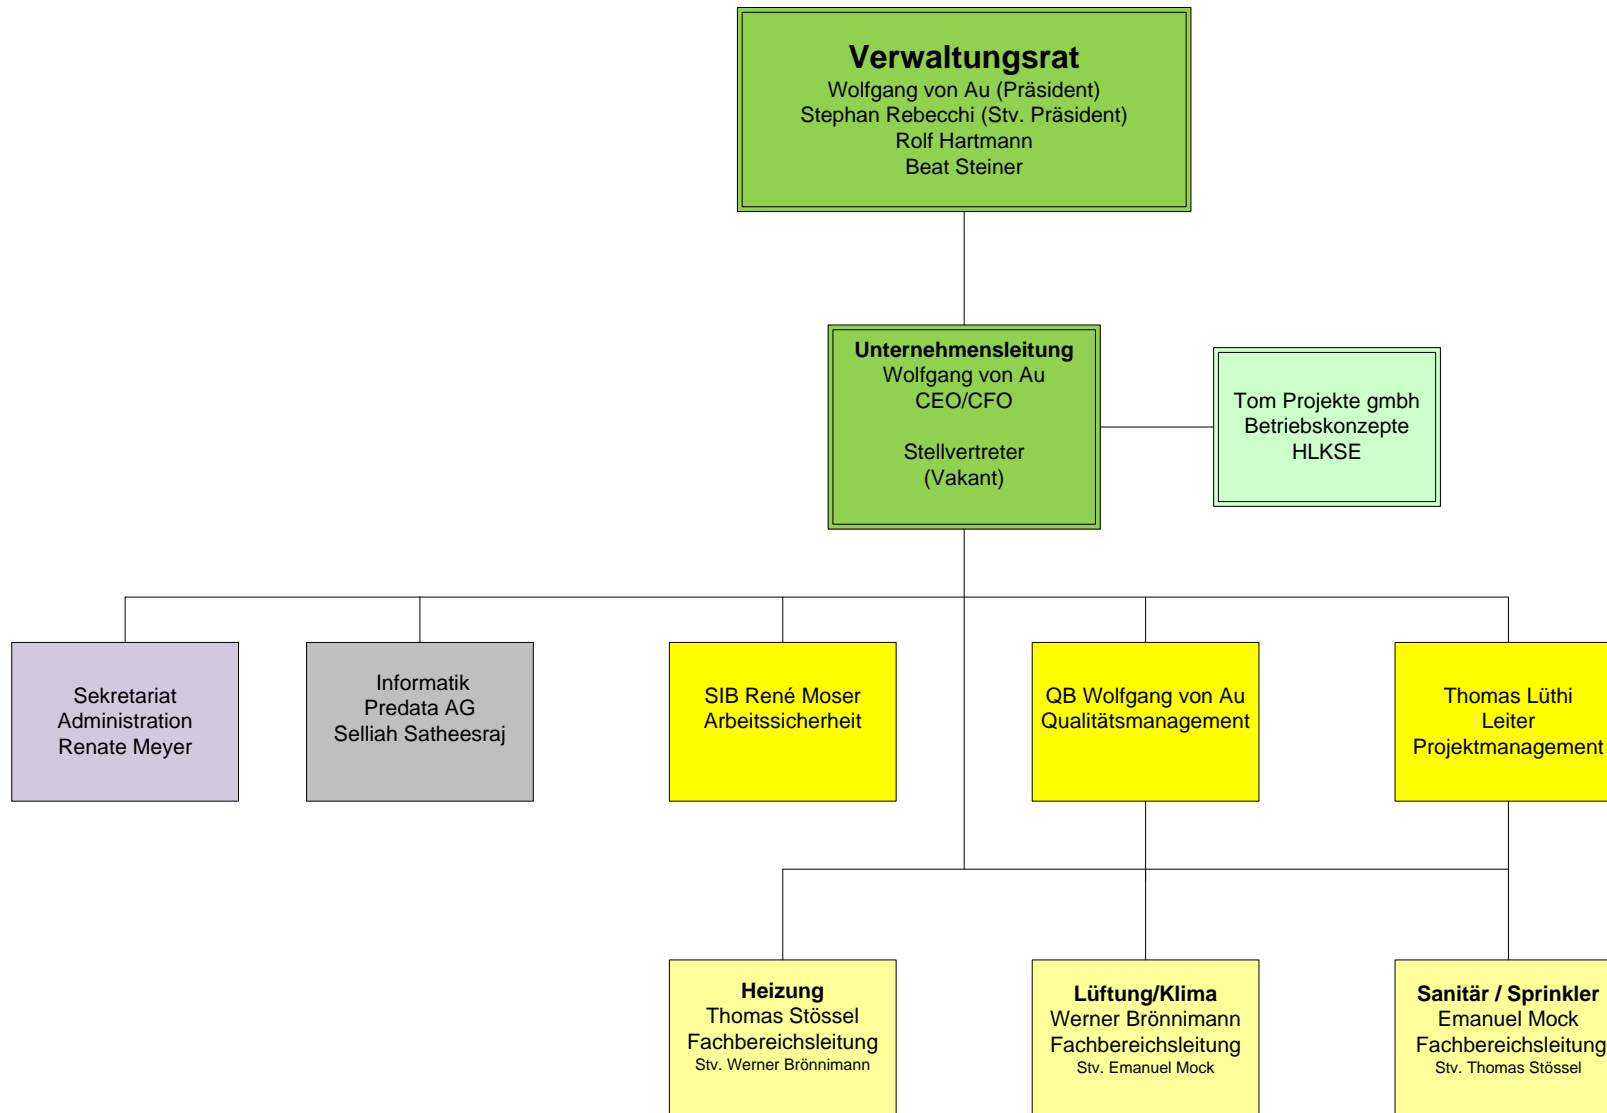 Verwaltungsrat
Wolfgang von Au (Präsident)
Stephan Rebecchi (Stv. Präsident)
Rolf Hartmann
Beat Steiner
Unternehmensleitung
Wolfgang von Au
CEO/CFO
Stellvertreter
(Vakant)
Tom Projekte gmbh
Betriebskonzepte
HLKSE
Sekretariat
Administration
Renate Meyer
Informatik
Predata AG
Selliah Satheesraj
SIB René Moser
Arbeitssicherheit
QB Wolfgang von Au
Qualitätsmanagement
Thomas Lüthi
Leiter
Projektmanagement
Heizung
Thomas Stössel
Fachbereichsleitung
Stv. Werner Brönnimann
Lüftung/Klima
Werner Brönnimann
Fachbereichsleitung
Stv. Emanuel Mock
Sanitär / Sprinkler
Emanuel Mock
Fachbereichsleitung
Stv. Thomas Stössel